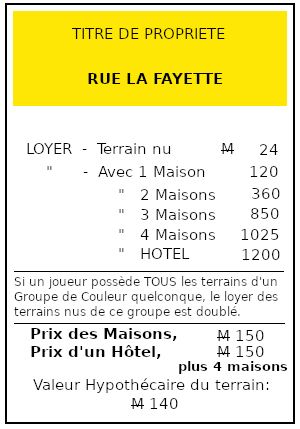 TITRE DE PROPRIETE
RUE LA FAYETTE
LOYER - Terrain nu M 24
" - Avec 1 Maison 120
" 2 Maisons 360
" 3 Maisons 850
" 4 Maisons 1025
" HOTEL 1200
Si un joueur possède TOUS les terrains d'un
Groupe de Couleur quelconque, le loyer des
terrains nus de ce groupe est doublé.
Prix des Maisons, M 150
Prix d'un Hôtel, M 150
plus 4 maisons
Valeur Hypothécaire du terrain:
M 140